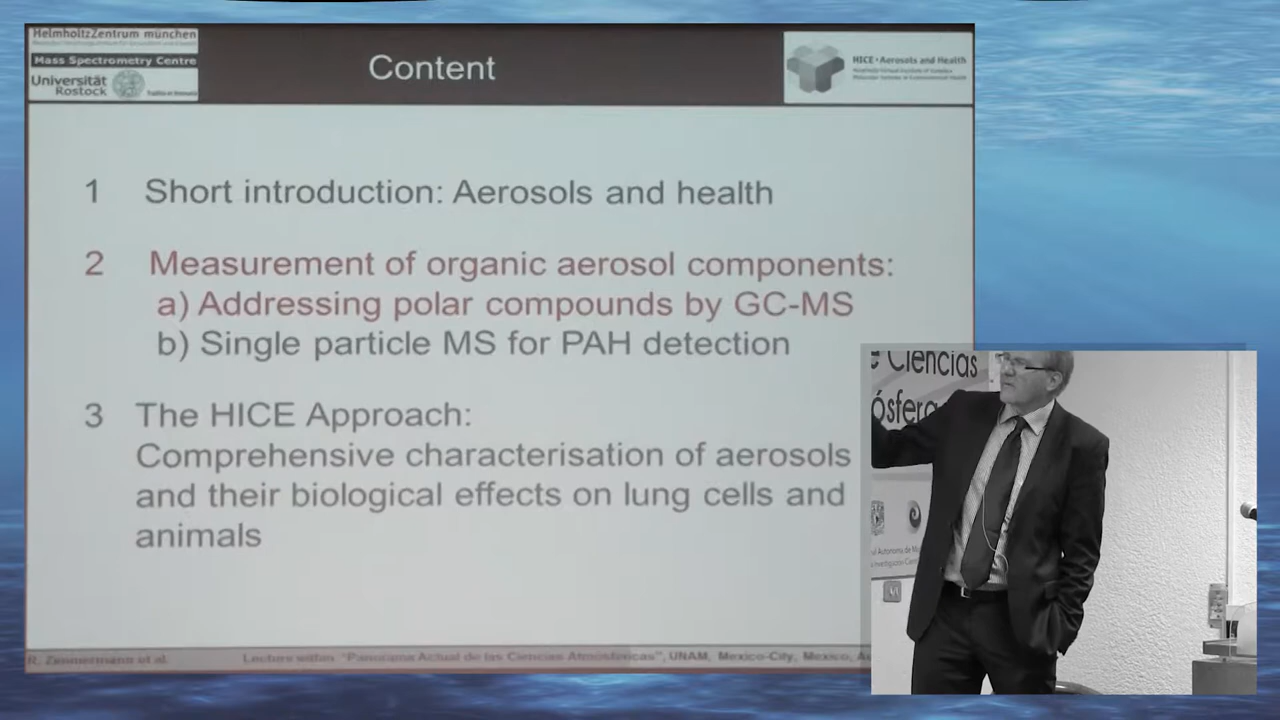 HelmholtzZentrum münchen
Mass Spectrometry Centre
Universität
Rostock
Content
HICE • Aerosols and Health
1 Short introduction: Aerosols and health
2 Measurement of organic aerosol components:
a) Addressing polar compounds by GC-MS
b) Single particle MS for PAH detection
3 The HICE Approach:
Comprehensive characterisation of aerosols
and their biological effects on lung cells and
animals
R. Zimmermann et al.
Lecture within "Panorama Actual de las Ciencias Atmósfericas", UNAM, Mexico-City, Mexico,
e Ciencias
ósfer